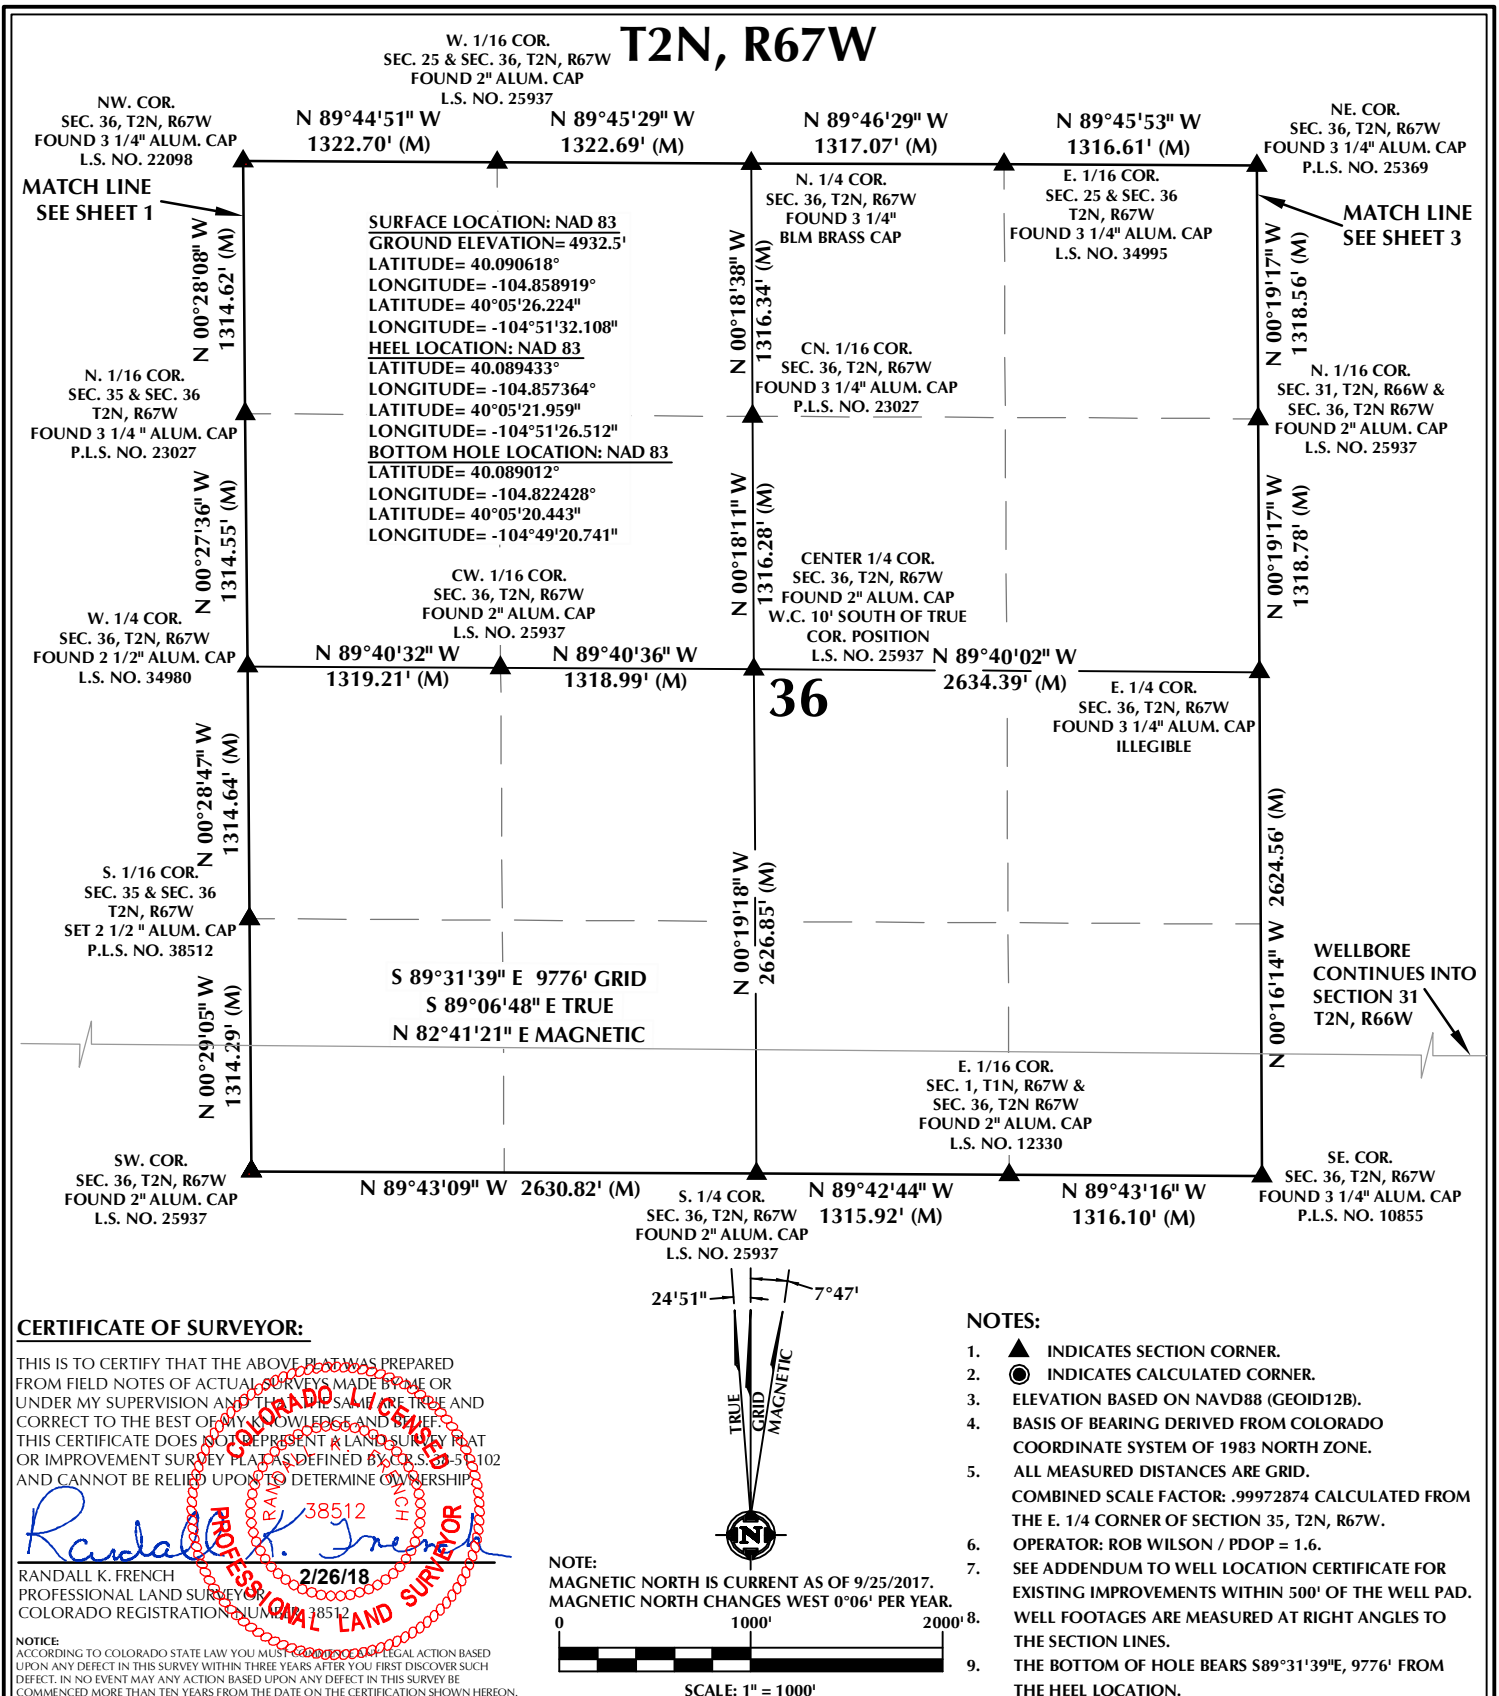 T2N, R67W
W. 1/16 COR.
SEC. 25 & SEC. 36, T2N, R67W
FOUND 2" ALUM. CAP
L.S. NO. 25937
NW. COR.
SEC. 36, T2N, R67W
FOUND 3 1/4" ALUM. CAP
L.S. NO. 22098
N 89°44'51" W
1322.70' (M)
N 89°45'29" W
1322.69' (M)
N 89°46'29" W
1317.07' (M)
N 89°45'53" W
1316.61' (M)
NE. COR.
SEC. 36, T2N, R67W
FOUND 3 1/4" ALUM. CAP
P.L.S. NO. 25369
MATCH LINE
SEE SHEET 1
N. 1/4 COR.
SEC. 36, T2N, R67W
FOUND 3 1/4"
BLM BRASS CAP
E. 1/16 COR.
SEC. 25 & SEC. 36
T2N, R67W
FOUND 3 1/4" ALUM. CAP
L.S. NO. 34995
MATCH LINE
SEE SHEET 3
N 00°28'08" W
1314.62' (M)
SURFACE LOCATION: NAD 83
GROUND ELEVATION= 4932.5'
LATITUDE= 40.090618°
LONGITUDE= -104.858919°
LATITUDE= 40°05'26.224"
LONGITUDE= -104°51'32.108"
HEEL LOCATION: NAD 83
LATITUDE= 40.089433°
LONGITUDE= -104.857364°
LATITUDE= 40°05'21.959"
LONGITUDE= -104°51'26.512"
BOTTOM HOLE LOCATION: NAD 83
LATITUDE= 40.089012°
LONGITUDE= -104.822428°
LATITUDE= 40°05'20.443"
LONGITUDE= -104°49'20.741"
N 00°18'38" W
1316.34' (M)
N 00°19'17" W
1318.56' (M)
N. 1/16 COR.
SEC. 35 & SEC. 36
T2N, R67W
FOUND 3 1/4 " ALUM. CAP
P.L.S. NO. 23027
CN. 1/16 COR.
SEC. 36, T2N, R67W
FOUND 3 1/4" ALUM. CAP
P.L.S. NO. 23027
N. 1/16 COR.
SEC. 31, T2N, R66W &
SEC. 36, T2N R67W
FOUND 2" ALUM. CAP
L.S. NO. 25937
N 00°27'36" W
1314.55' (M)
N 00°18'11" W
1316.28' (M)
N 00°19'17" W
1318.78' (M)
W. 1/4 COR.
SEC. 36, T2N, R67W
FOUND 2 1/2" ALUM. CAP
L.S. NO. 34980
CW. 1/16 COR.
SEC. 36, T2N, R67W
FOUND 2" ALUM. CAP
L.S. NO. 25937
CENTER 1/4 COR.
SEC. 36, T2N, R67W
FOUND 2" ALUM. CAP
W.C. 10' SOUTH OF TRUE
COR. POSITION
L.S. NO. 25937
N 89°40'32" W
1319.21' (M)
N 89°40'36" W
1318.99' (M)
N 89°40'02" W
2634.39' (M)
36
E. 1/4 COR.
SEC. 36, T2N, R67W
FOUND 3 1/4" ALUM. CAP
ILLEGIBLE
N 00°28'47" W
1314.64' (M)
S. 1/16 COR.
SEC. 35 & SEC. 36
T2N, R67W
SET 2 1/2 " ALUM. CAP
P.L.S. NO. 38512
N 00°19'18" W
2626.85' (M)
N 00°16'14" W 2624.56' (M)
S 89°31'39" E 9776' GRID
S 89°06'48" E TRUE
N 82°41'21" E MAGNETIC
WELLBORE
CONTINUES INTO
SECTION 31
T2N, R66W
N 00°29'05" W
1314.29' (M)
E. 1/16 COR.
SEC. 1, T1N, R67W &
SEC. 36, T2N R67W
FOUND 2" ALUM. CAP
L.S. NO. 12330
SW. COR.
SEC. 36, T2N, R67W
FOUND 2" ALUM. CAP
L.S. NO. 25937
N 89°43'09" W 2630.82' (M)
S. 1/4 COR.
SEC. 36, T2N, R67W
FOUND 2" ALUM. CAP
L.S. NO. 25937
N 89°42'44" W
1315.92' (M)
N 89°43'16" W
1316.10' (M)
SE. COR.
SEC. 36, T2N, R67W
FOUND 3 1/4" ALUM. CAP
P.L.S. NO. 10855
24'51"
7°47'
TRUE
GRID
MAGNETIC
N
CERTIFICATE OF SURVEYOR:
THIS IS TO CERTIFY THAT THE ABOVE PLAT WAS PREPARED
FROM FIELD NOTES OF ACTUAL SURVEYS MADE BY ME OR
UNDER MY SUPERVISION AND THAT THE SAME ARE TRUE AND
CORRECT TO THE BEST OF MY KNOWLEDGE AND BELIEF.
THIS CERTIFICATE DOES NOT REPRESENT A LAND SURVEY PLAT
OR IMPROVEMENT SURVEY PLAT AS DEFINED BY C.R.S. 38-51-102
AND CANNOT BE RELIED UPON TO DETERMINE OWNERSHIP
COLORADO LICENSED
PROFESSIONAL LAND SURVEYOR
RANDALL K. FRENCH
38512
Randall K. French
2/26/18
RANDALL K. FRENCH
PROFESSIONAL LAND SURVEYOR
COLORADO REGISTRATION NUMBER 38512
NOTICE:
ACCORDING TO COLORADO STATE LAW YOU MUST COMMENCE ANY LEGAL ACTION BASED
UPON ANY DEFECT IN THIS SURVEY WITHIN THREE YEARS AFTER YOU FIRST DISCOVER SUCH
DEFECT. IN NO EVENT MAY ANY ACTION BASED UPON ANY DEFECT IN THIS SURVEY BE
COMMENCED MORE THAN TEN YEARS FROM THE DATE ON THE CERTIFICATION SHOWN HEREON.
NOTE:
MAGNETIC NORTH IS CURRENT AS OF 9/25/2017.
MAGNETIC NORTH CHANGES WEST 0°06' PER YEAR.
0 1000' 2000'
SCALE: 1" = 1000'
NOTES:
1. INDICATES SECTION CORNER.
2. INDICATES CALCULATED CORNER.
3. ELEVATION BASED ON NAVD88 (GEOID12B).
4. BASIS OF BEARING DERIVED FROM COLORADO
COORDINATE SYSTEM OF 1983 NORTH ZONE.
5. ALL MEASURED DISTANCES ARE GRID.
COMBINED SCALE FACTOR: .99972874 CALCULATED FROM
THE E. 1/4 CORNER OF SECTION 35, T2N, R67W.
6. OPERATOR: ROB WILSON / PDOP = 1.6.
7. SEE ADDENDUM TO WELL LOCATION CERTIFICATE FOR
EXISTING IMPROVEMENTS WITHIN 500' OF THE WELL PAD.
8. WELL FOOTAGES ARE MEASURED AT RIGHT ANGLES TO
THE SECTION LINES.
9. THE BOTTOM OF HOLE BEARS S89°31'39"E, 9776' FROM
THE HEEL LOCATION.